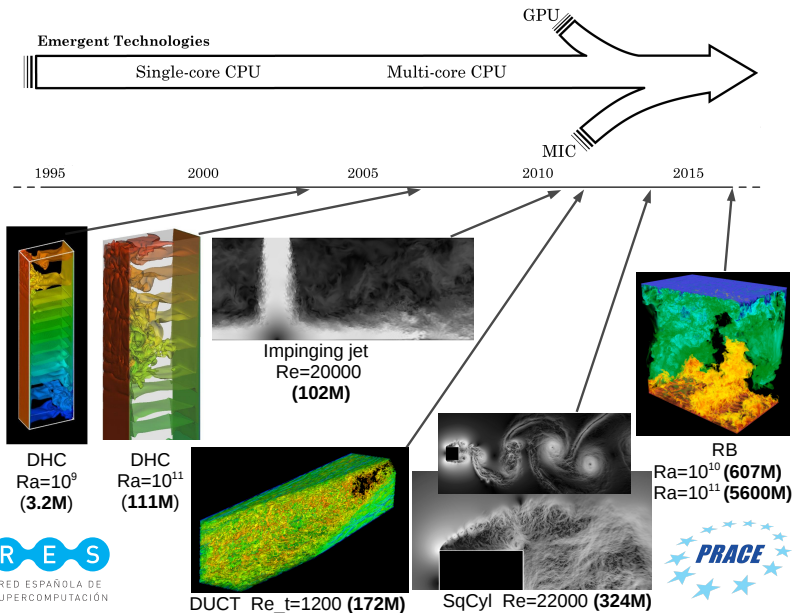 GPU
Emergent Technologies
Single-core CPU
Multi-core CPU
MIC
1995
2000
2005
2010
2015
Impinging jet
Re=20000
(102M)
DHC
Ra=10⁹
(3.2M)
DHC
Ra=10¹¹
(111M)
RB
Ra=10¹⁰ (607M)
Ra=10¹¹ (5600M)
RES
RED ESPAÑOLA DE
UPERCOMPUTACIÓN
PRACE
DUCT Re_t=1200 (172M)
SqCyl Re=22000 (324M)